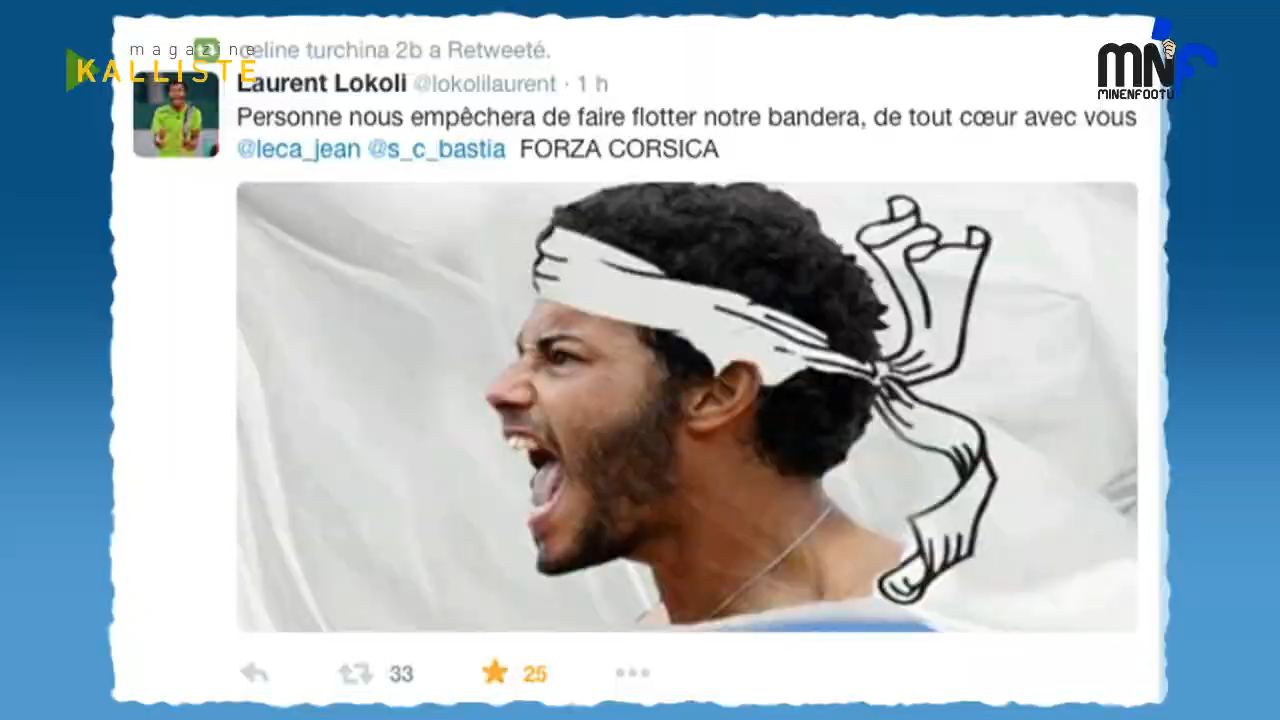 magazine
KALLISTE
celine turchina 2b a Retweeté.
Laurent Lokoli @lokolilaurent · 1 h
Personne nous empêchera de faire flotter notre bandera, de tout cœur avec vous
@leca_jean @s_c_bastia FORZA CORSICA
33
25
MNF
MINENFOOTU